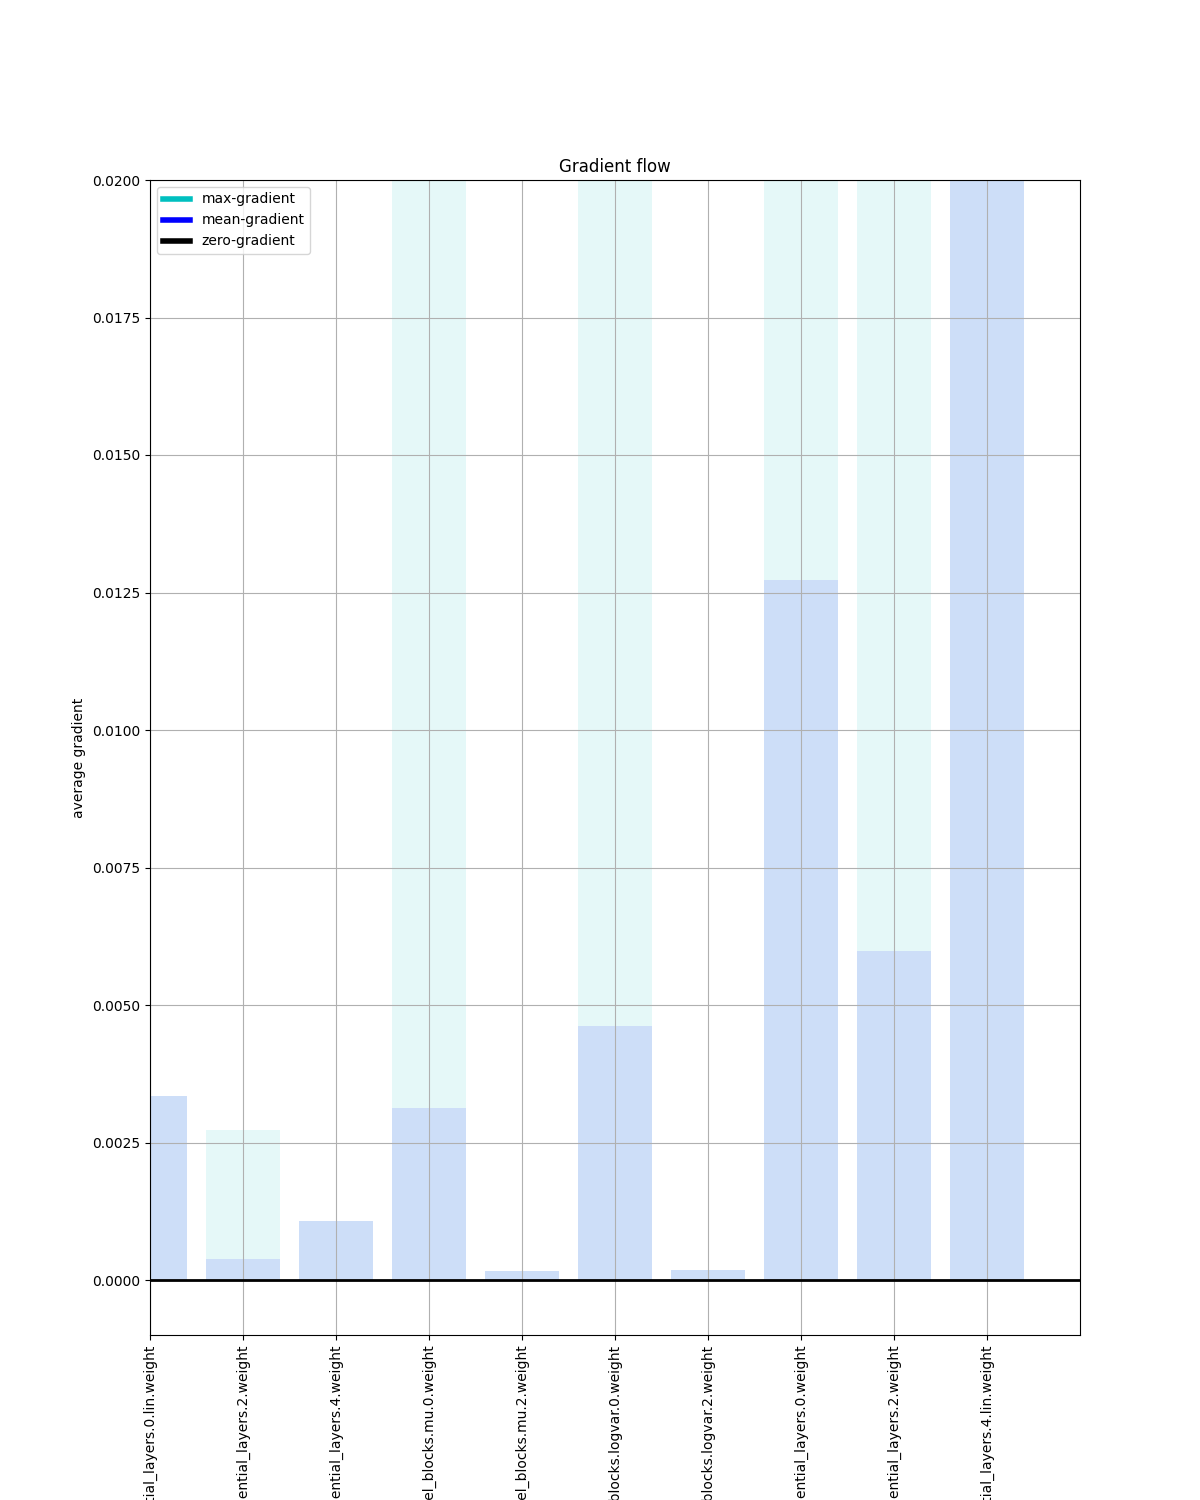 Gradient flow
max-gradient
mean-gradient
zero-gradient
0.0200
0.0175
0.0150
0.0125
0.0100
0.0075
0.0050
0.0025
0.0000
average gradient
tial_layers.0.lin.weight
ential_layers.2.weight
ential_layers.4.weight
el_blocks.mu.0.weight
el_blocks.mu.2.weight
blocks.logvar.0.weight
blocks.logvar.2.weight
ential_layers.0.weight
ential_layers.2.weight
tial_layers.4.lin.weight